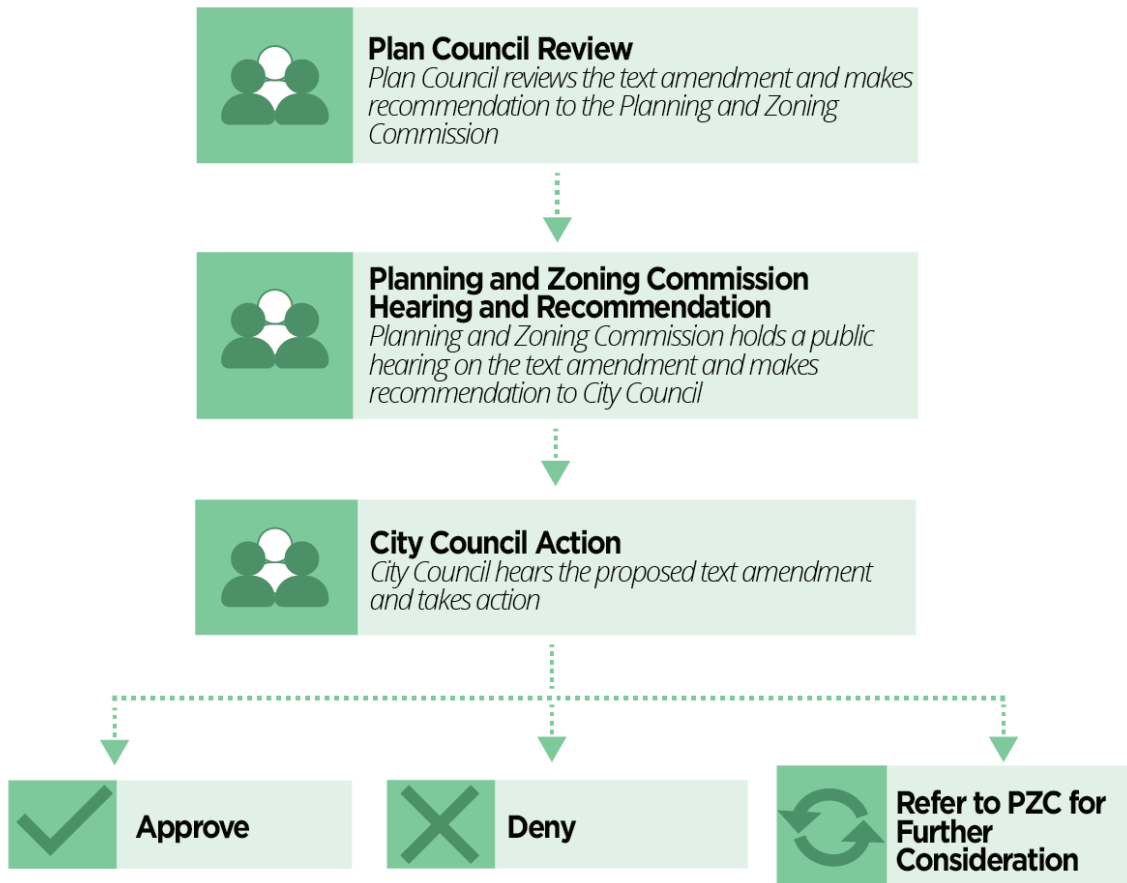 Plan Council Review
Plan Council reviews the text amendment and makes
recommendation to the Planning and Zoning
Commission
Planning and Zoning Commission
Hearing and Recommendation
Planning and Zoning Commission holds a public
hearing on the text amendment and makes
recommendation to City Council
City Council Action
City Council hears the proposed text amendment
and takes action
Approve
Deny
Refer to PZC for
Further
Consideration